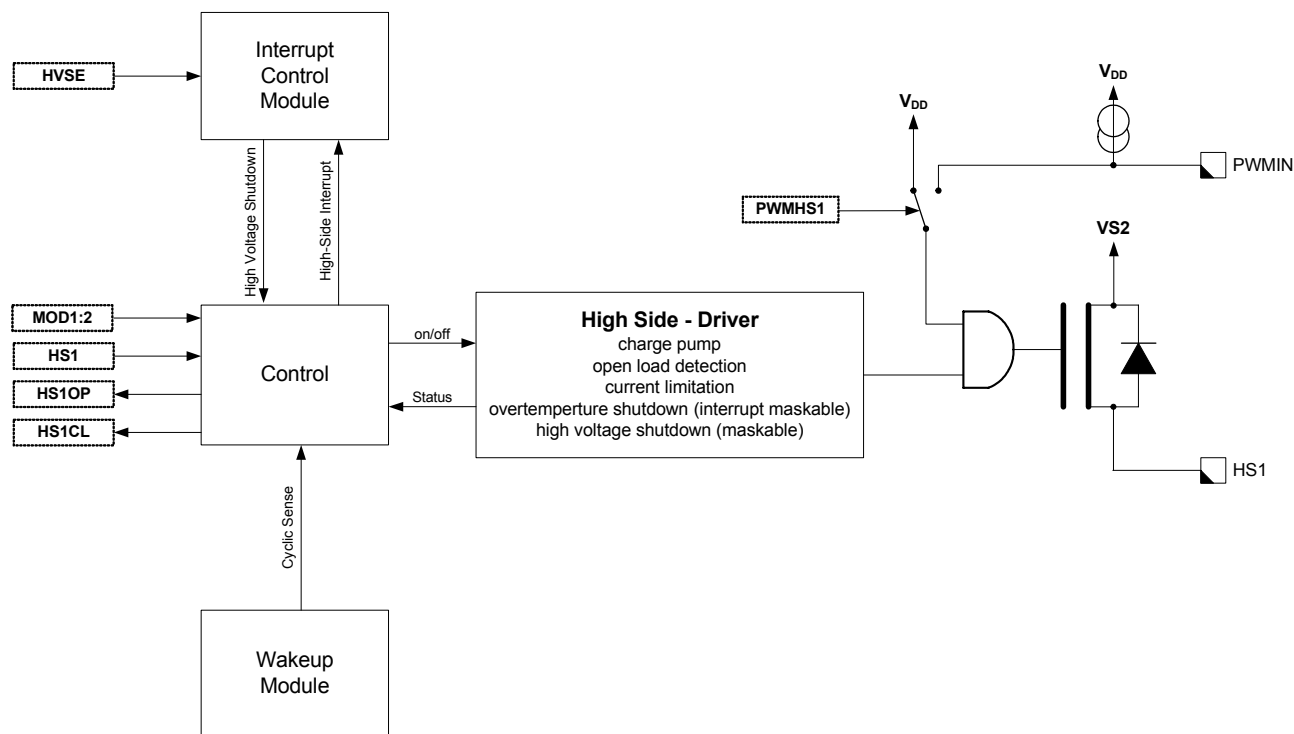 Interrupt
Control
Module
HVSE
High Voltage Shutdown
High-Side Interrupt
VDD
VDD
PWMIN
PWMHS1
VS2
MOD1:2
HS1
HS1OP
HS1CL
Control
on/off
Status
High Side - Driver
charge pump
open load detection
current limitation
overtemperture shutdown (interrupt maskable)
high voltage shutdown (maskable)
HS1
Cyclic Sense
Wakeup
Module